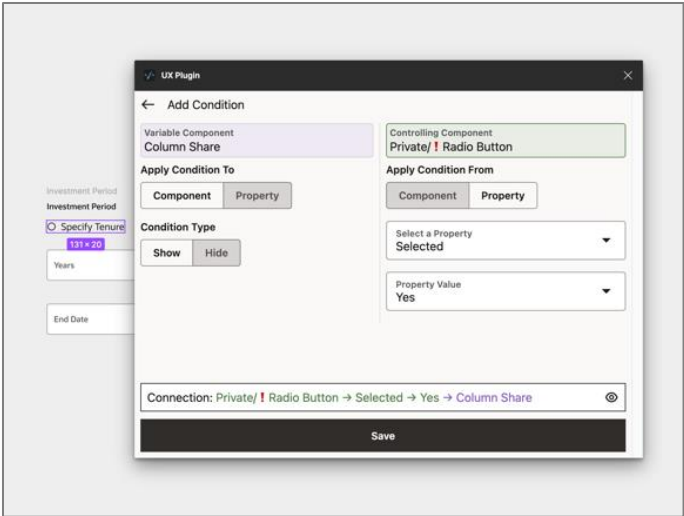 UX Plugin
Add Condition
Variable Component
Column Share
Controlling Component
Private/❗ Radio Button
Apply Condition To
Component Property
Apply Condition From
Component Property
Condition Type
Show Hide
Select a Property
Selected
Property Value
Yes
Connection: Private/❗ Radio Button → Selected → Yes → Column Share
Save
Investment Period
Investment Period
Specify Tenure
131 × 20
Years
End Date